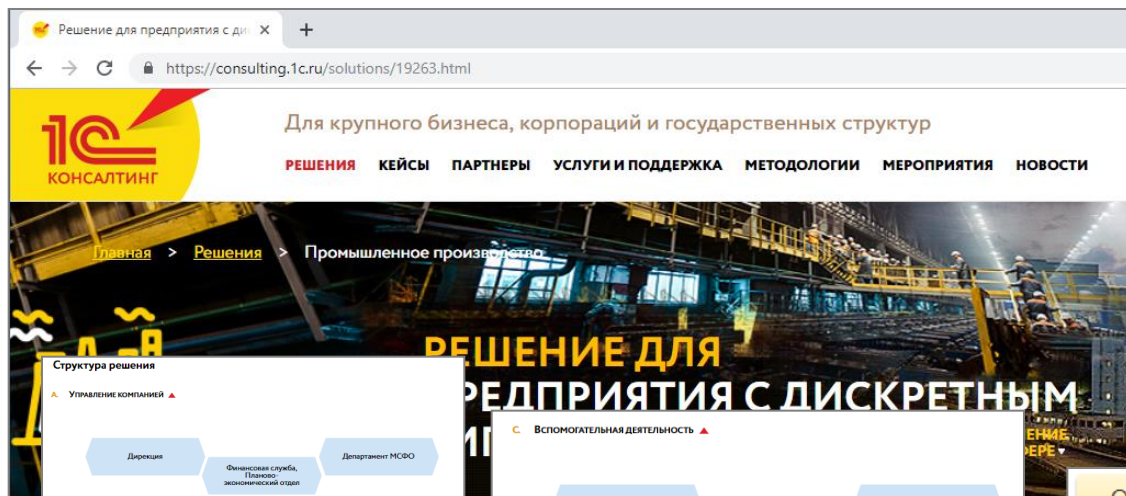 Решение для предприятия с ди
https://consulting.1c.ru/solutions/19263.html
1С
КОНСАЛТИНГ
Для крупного бизнеса, корпораций и государственных структур
РЕШЕНИЯ КЕЙСЫ ПАРТНЕРЫ УСЛУГИ И ПОДДЕРЖКА МЕТОДОЛОГИИ МЕРОПРИЯТИЯ НОВОСТИ
Главная > Решения > Промышленное производство
РЕШЕНИЕ ДЛЯ
РЕДПРИЯТИЯ С ДИСКРЕТНЫМ
Структура решения
A. Управление компанией ▲
Дирекция
Финансовая служба,
Планово-
экономический отдел
Департамент МСФО
C. Вспомогательная деятельность ▲